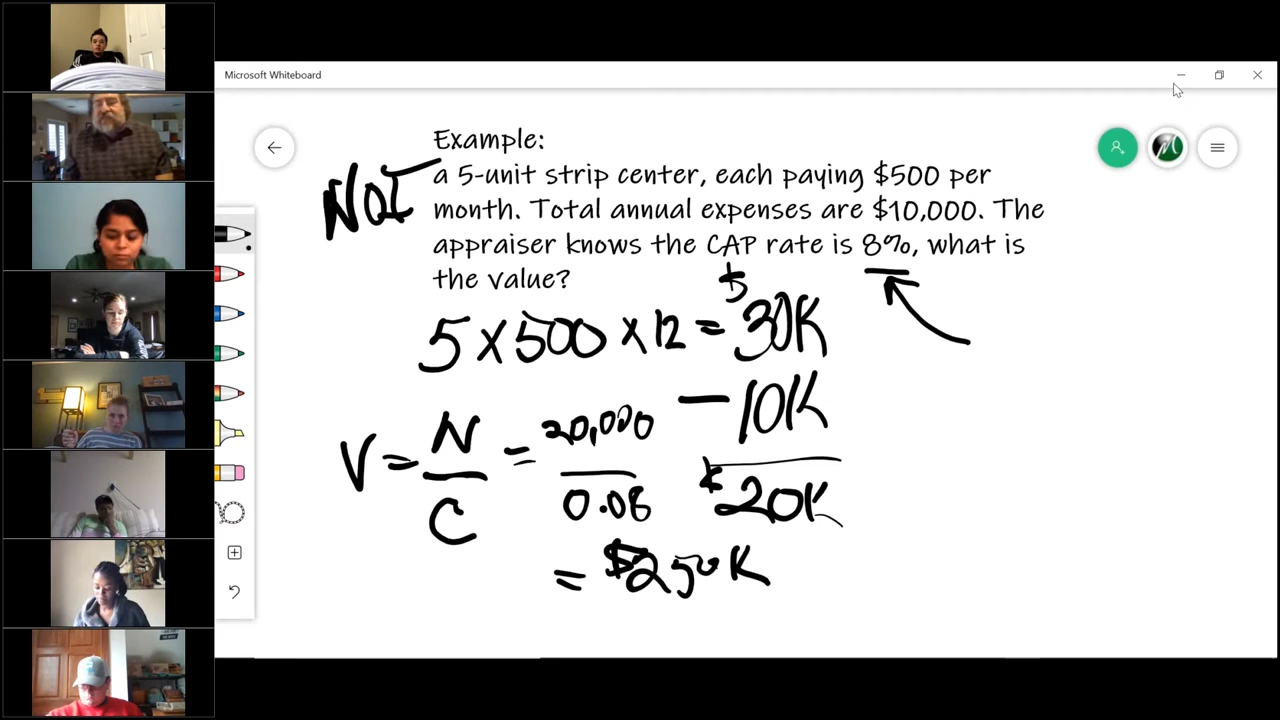 Microsoft Whiteboard
Example:
NOI
a 5-unit strip center, each paying $500 per
month. Total annual expenses are $10,000. The
appraiser knows the CAP rate is 8%, what is
the value?
5 x 500 x 12 = $30K
- 10K
$20K
V = N/C = 20,000/0.08
= $250K
M